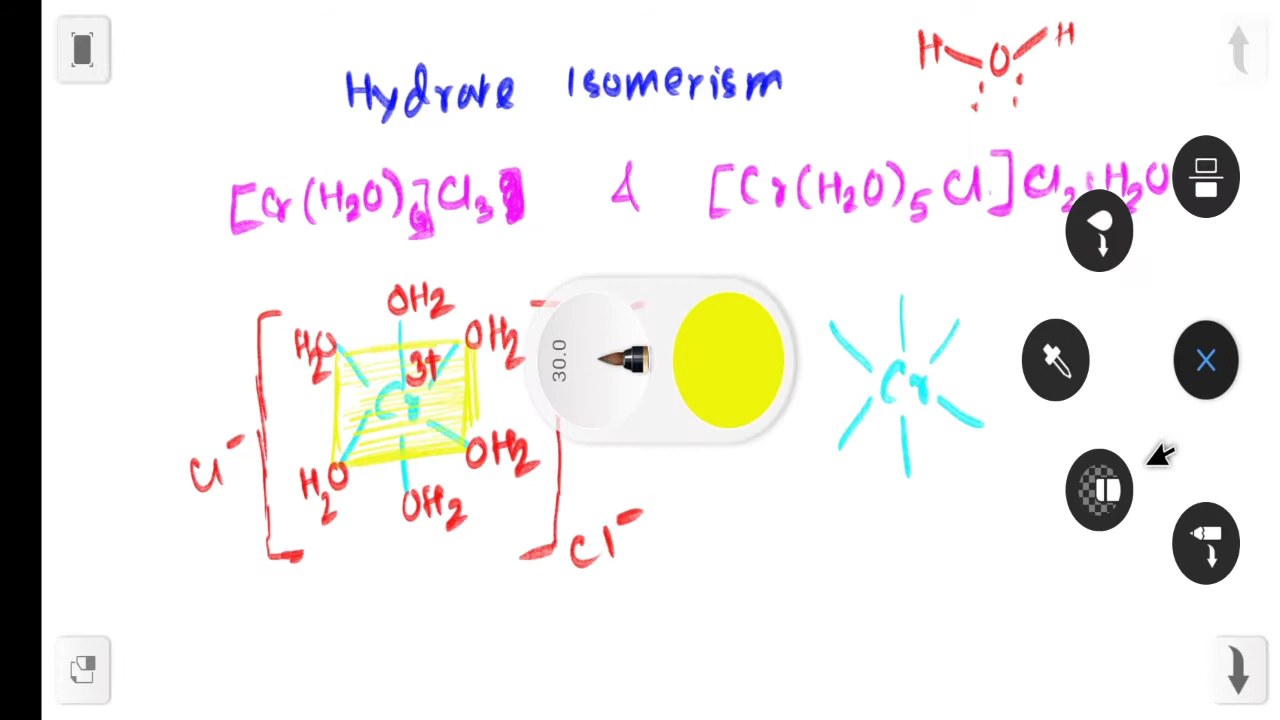 H O H
Hydrate Isomerism
[Cr(H2O)6]Cl3 & [Cr(H2O)5Cl]Cl2.H2O
OH2
H2O OH2
3+
Cr Cr
30.0
Cl-
H2O OH2
OH2
Cl-